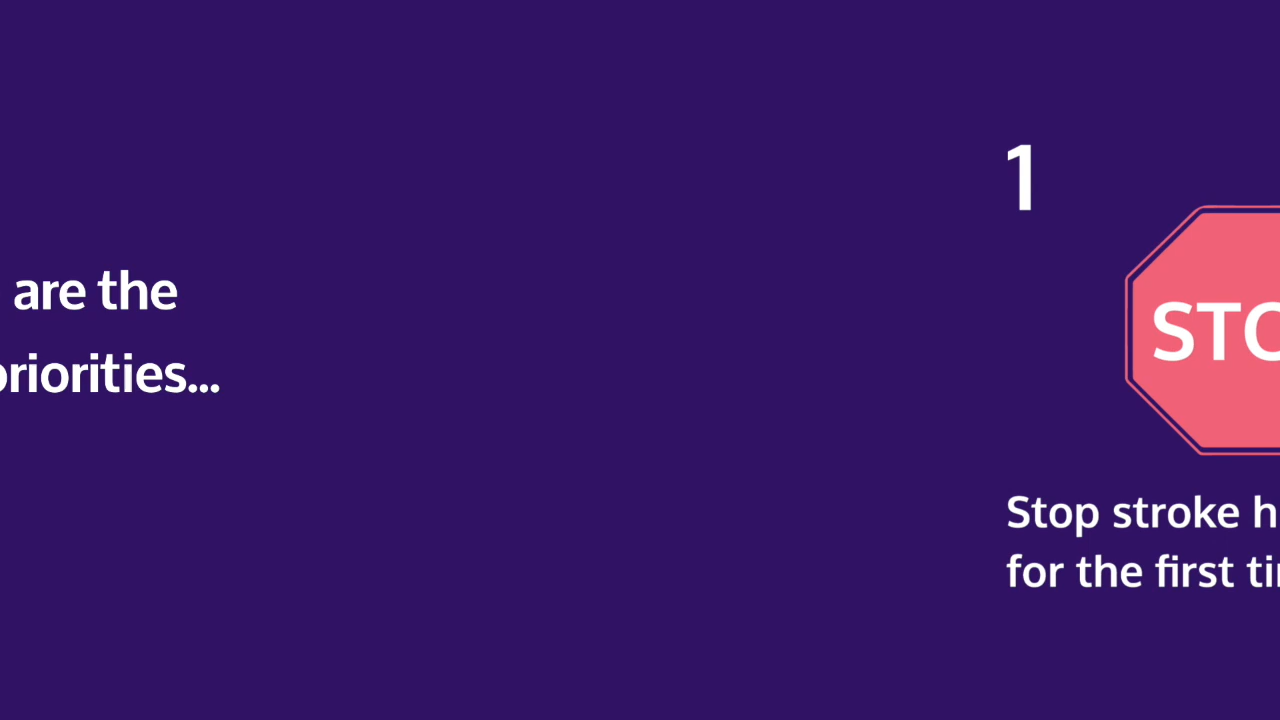 are the
priorities...
1
STO
Stop stroke h
for the first ti